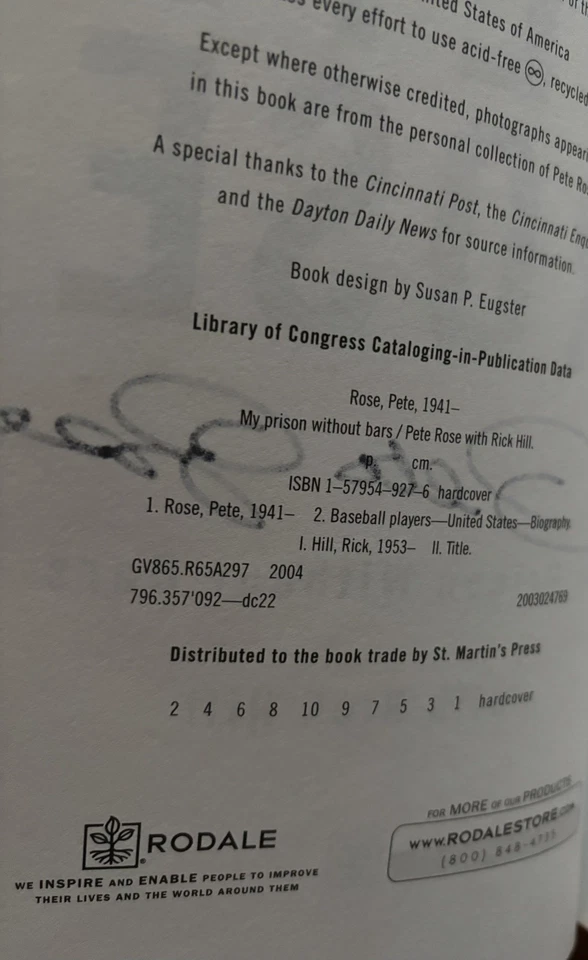 United States of America
every effort to use acid-free ∞, recycled
Except where otherwise credited, photographs
in this book are from the personal collection of Pete
A special thanks to the Cincinnati Post, the Cincinnati
and the Dayton Daily News for source information.
Book design by Susan P. Eugster
Library of Congress Cataloging-in-Publication Data
Rose, Pete, 1941–
My prison without bars / Pete Rose with Rick Hill.
p. cm.
ISBN 1–57954–927–6 hardcover
1. Rose, Pete, 1941– 2. Baseball players—United States—Biography.
I. Hill, Rick, 1953– II. Title.
GV865.R65A297 2004
796.357'092—dc22
2003024769
Distributed to the book trade by St. Martin's Press
2 4 6 8 10 9 7 5 3 1 hardcover
RODALE
WE INSPIRE AND ENABLE PEOPLE TO IMPROVE
THEIR LIVES AND THE WORLD AROUND THEM
FOR MORE OF OUR PRODUCTS
WWW.RODALESTORE.COM
(800) 848-4735